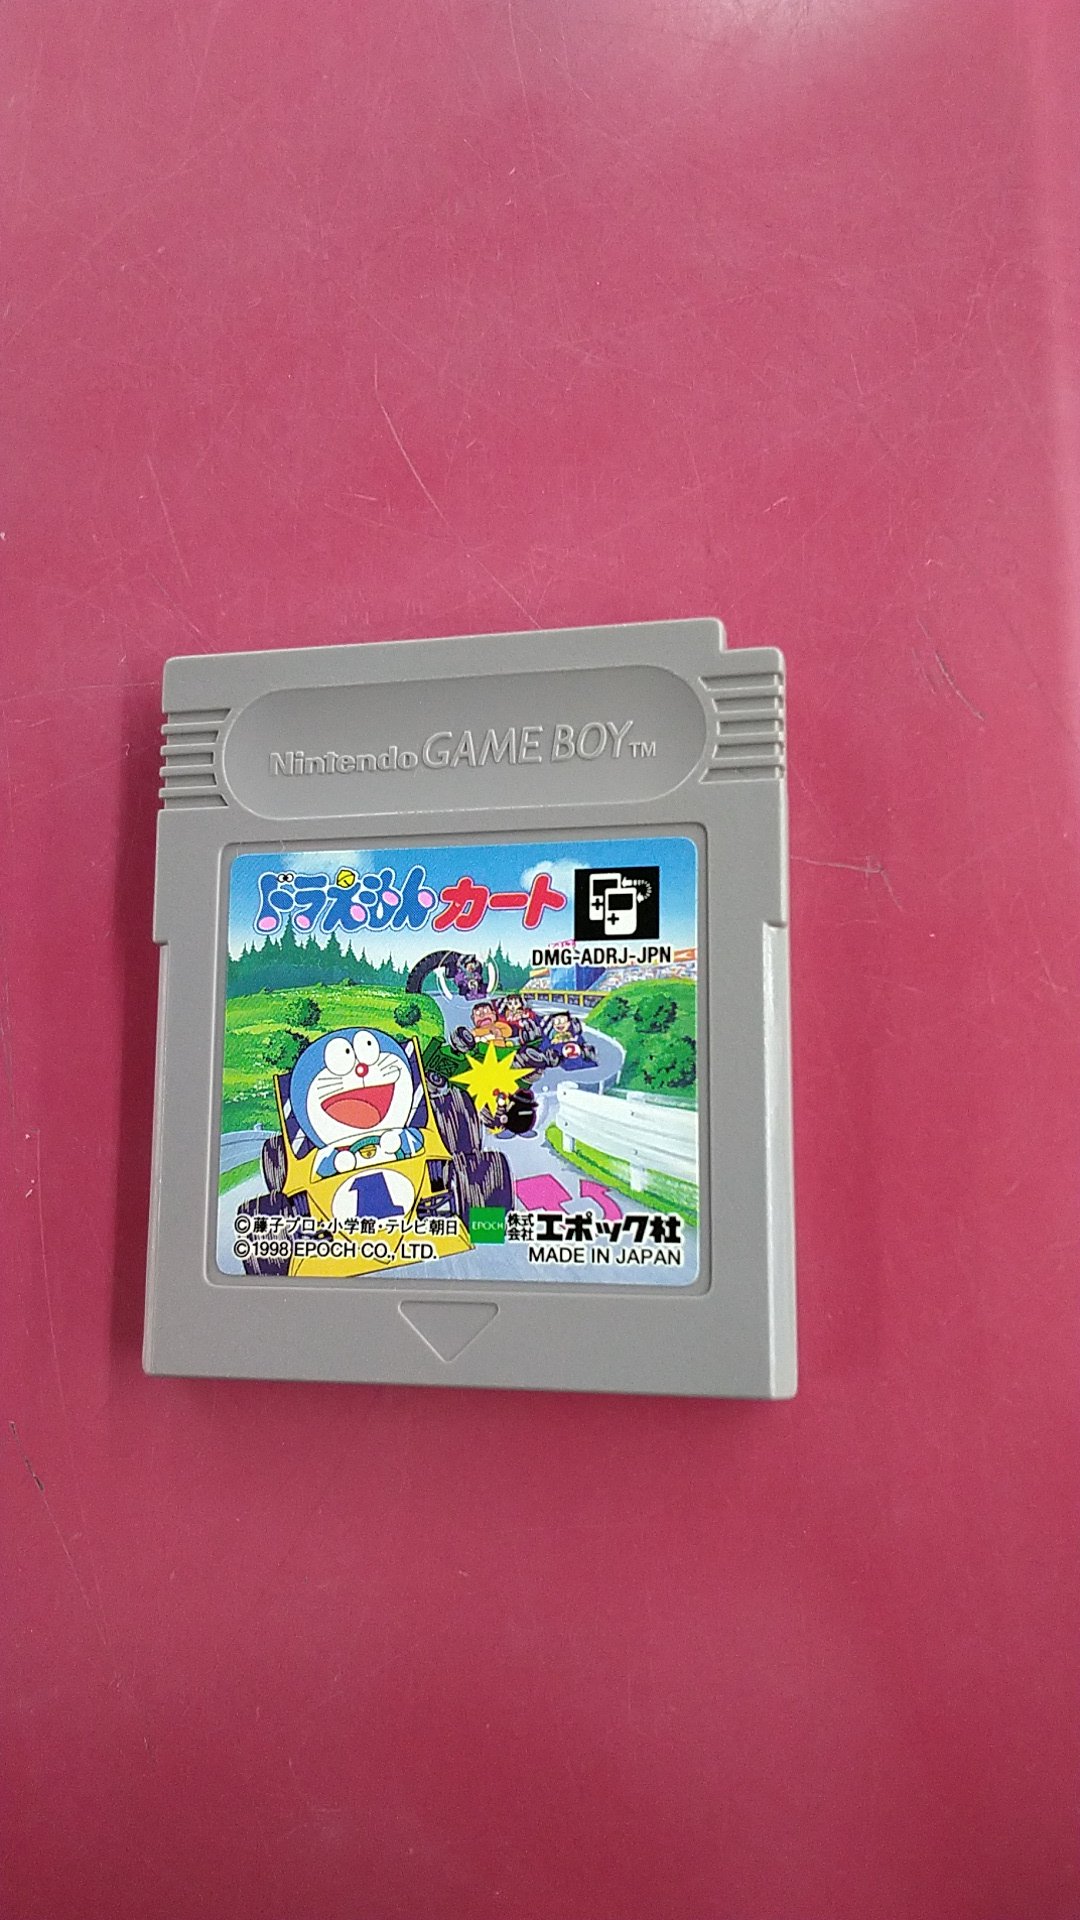 Nintendo GAME BOY TM
ドラえもん カート
DMG-ADRJ-JPN
1
2
©藤子プロ・小学館・テレビ朝日
©1998 EPOCH CO., LTD.
EPOCH 株式会社 エポック社
MADE IN JAPAN